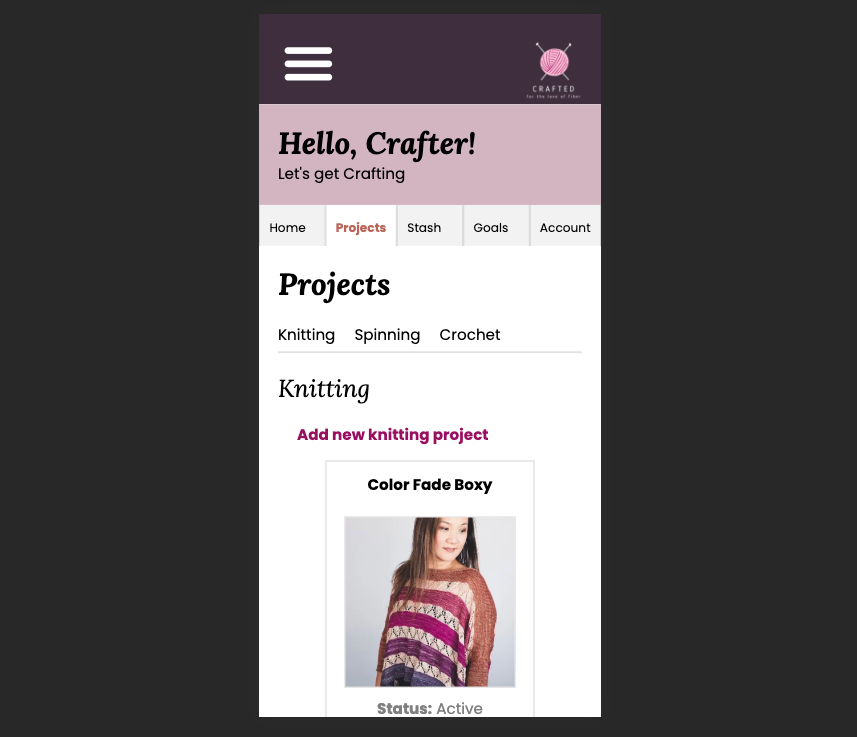 CRAFTED
for the love of fiber
Hello, Crafter!
Let's get Crafting
Home Projects Stash Goals Account
Projects
Knitting Spinning Crochet
Knitting
Add new knitting project
Color Fade Boxy
Status: Active